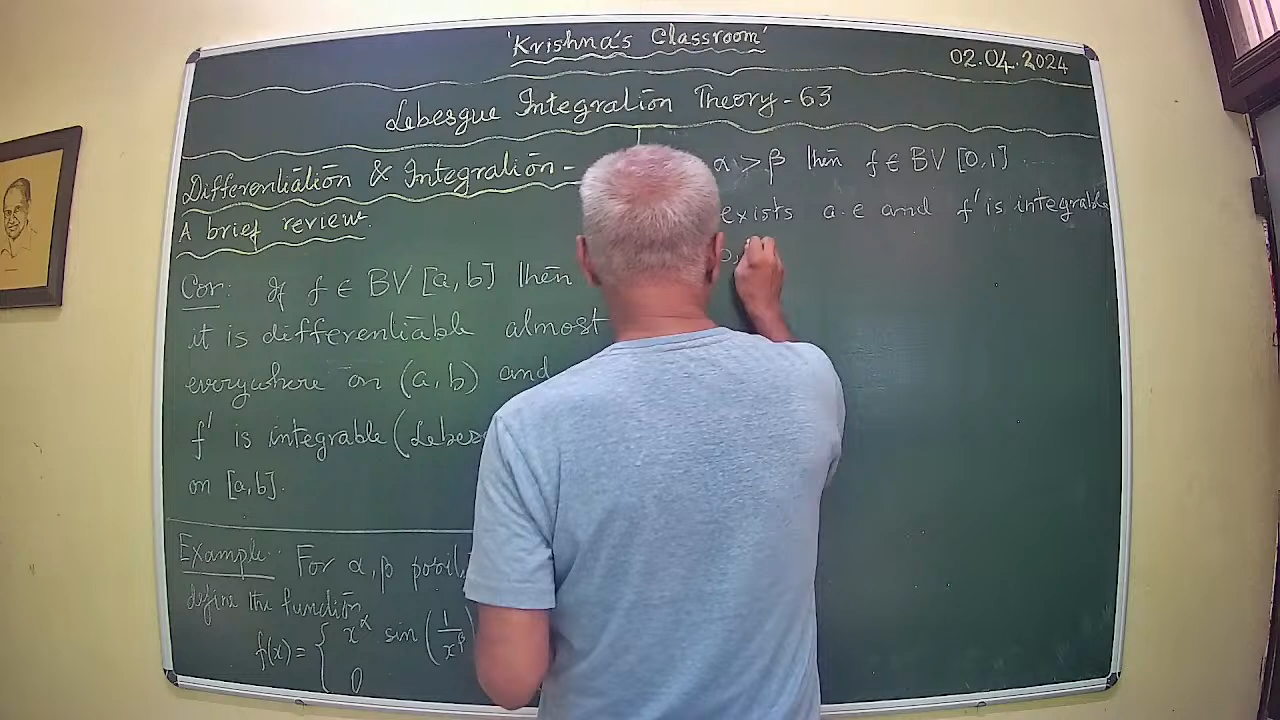 'Krishna's Classroom'
02.04.2024
Lebesgue Integration Theory - 63
Differentiation & Integration -
A brief review.
Cor: If f ∈ BV [a, b] then
it is differentiable almost
everywhere on (a, b) and
f' is integrable (
on [a, b].
Example: For α, β
define the function
f(x) = { x^α sin (1/x^β)
0
α > β then f ∈ BV [0, 1]
exists a.e and f' is integrable